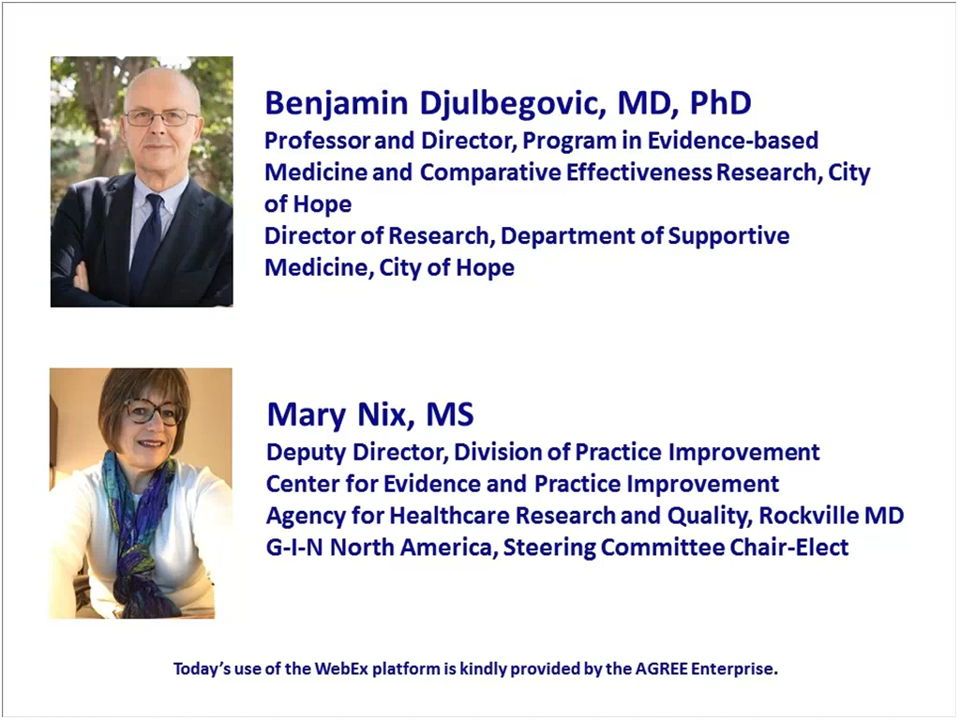 Benjamin Djulbegovic, MD, PhD
Professor and Director, Program in Evidence-based
Medicine and Comparative Effectiveness Research, City
of Hope
Director of Research, Department of Supportive
Medicine, City of Hope
Mary Nix, MS
Deputy Director, Division of Practice Improvement
Center for Evidence and Practice Improvement
Agency for Healthcare Research and Quality, Rockville MD
G-I-N North America, Steering Committee Chair-Elect
Today's use of the WebEx platform is kindly provided by the AGREE Enterprise.